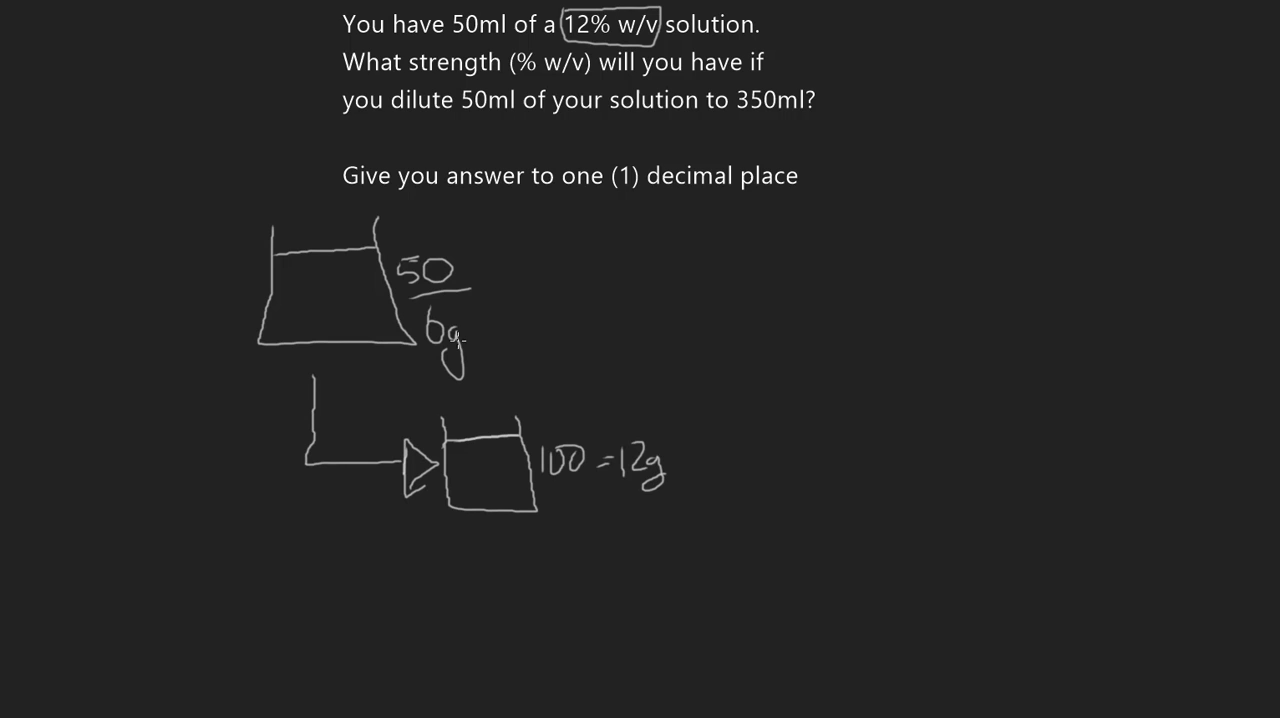 You have 50ml of a 12% w/v solution.
What strength (% w/v) will you have if
you dilute 50ml of your solution to 350ml?
Give you answer to one (1) decimal place
50
6g
100 = 12g